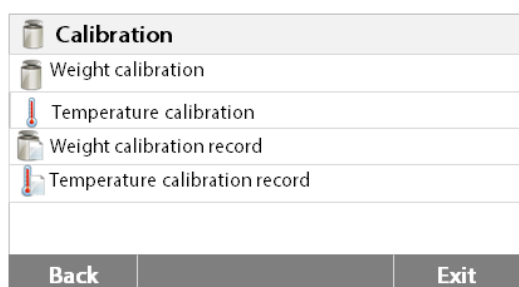 Calibration
Weight calibration
Temperature calibration
Weight calibration record
Temperature calibration record
Back Exit